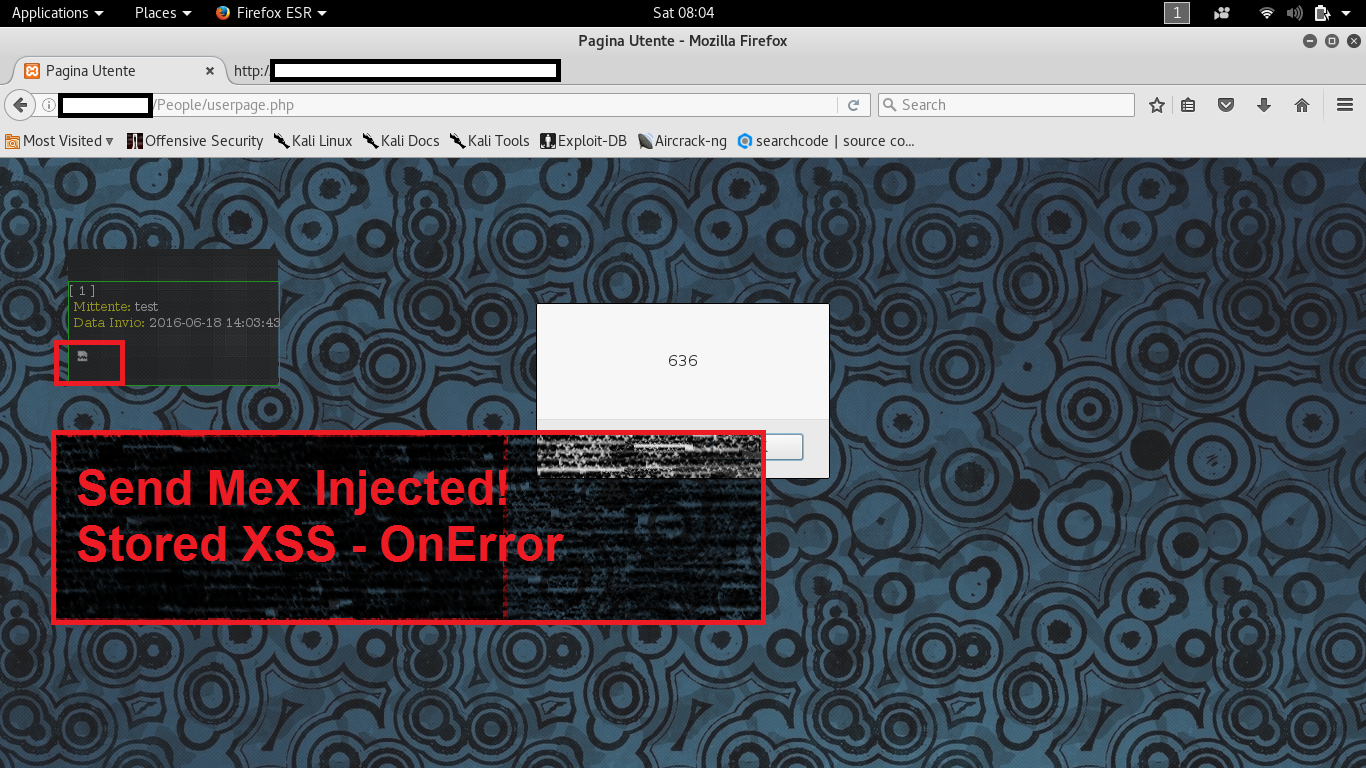 Applications
Places
Firefox ESR
Sat 08:04
1
Pagina Utente - Mozilla Firefox
Pagina Utente
http:/
/People/userpage.php
Search
Most Visited
Offensive Security
Kali Linux
Kali Docs
Kali Tools
Exploit-DB
Aircrack-ng
searchcode | source co...
[ 1 ]
Mittente: test
Data Invio: 2016-06-18 14:03:43
636
Send Mex Injected!
Stored XSS - OnError